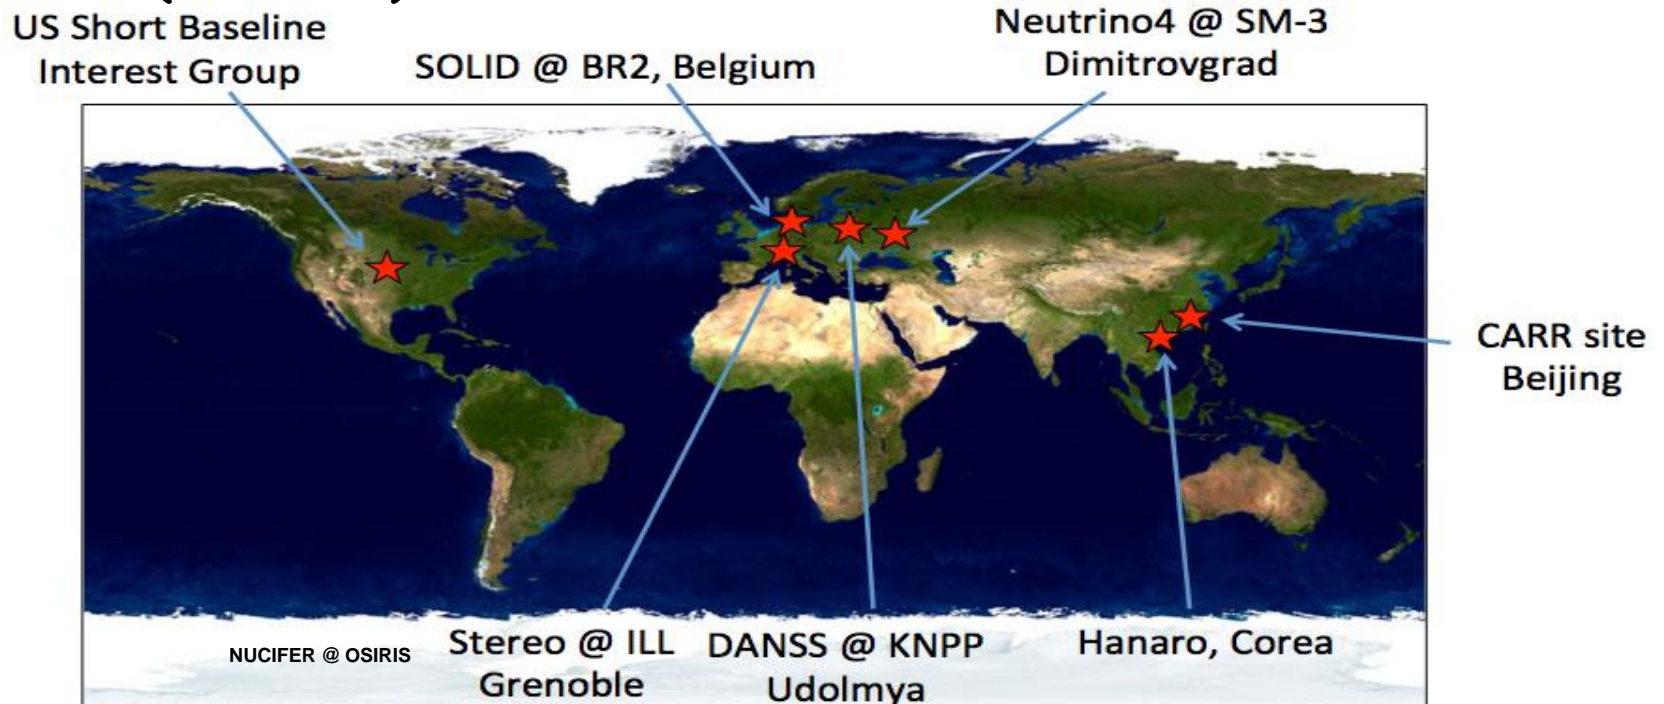 US Short Baseline
Interest Group
SOLID @ BR2, Belgium
Neutrino4 @ SM-3
Dimitrovgrad
CARR site
Beijing
NUCIFER @ OSIRIS
Stereo @ ILL
Grenoble
DANSS @ KNPP
Udolmya
Hanaro, Corea